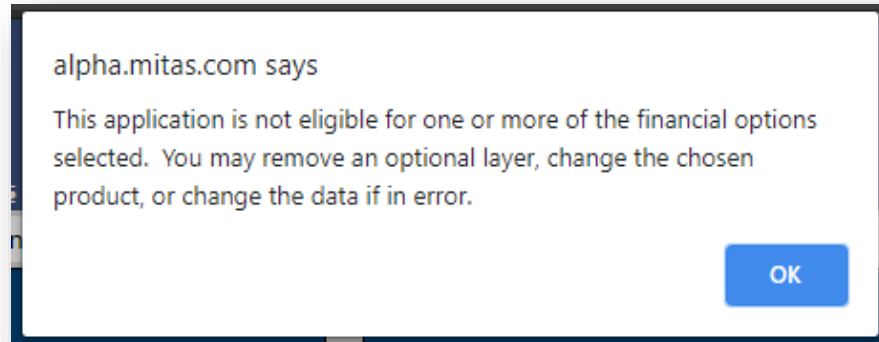 alpha.mitas.com says
This application is not eligible for one or more of the financial options
selected.  You may remove an optional layer, change the chosen
product, or change the data if in error.
OK